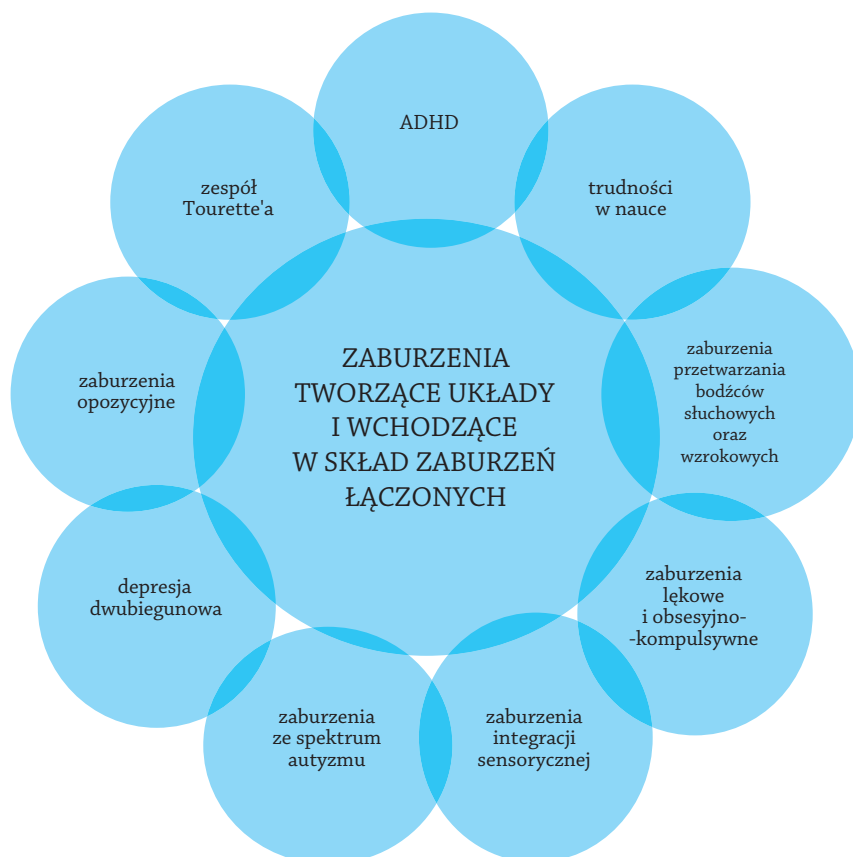 ADHD
trudności
w nauce
zaburzenia
przetwarzania
bodźców
słuchowych
oraz
wzrokowych
zaburzenia
lękowe
i obsesyjno-
-kompulsywne
zaburzenia
integracji
sensorycznej
zaburzenia
ze spektrum
autyzmu
depresja
dwubiegunowa
zaburzenia
opozycyjne
zespół
Tourette'a
ZABURZENIA
TWORZĄCE UKŁADY
I WCHODZĄCE
W SKŁAD ZABURZEŃ
ŁĄCZONYCH